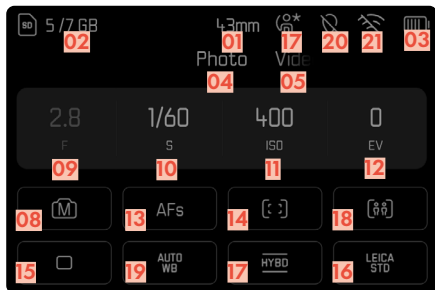 SD 5/7 GB 43mm
02 01 17 20 21 03
Photo Vide
04 05
2.8 1/60 400 0
F S ISO EV
09 10 11 12
M AFs
08 13 14 18
AUTO WB HYBD LEICA STD
15 19 17 16